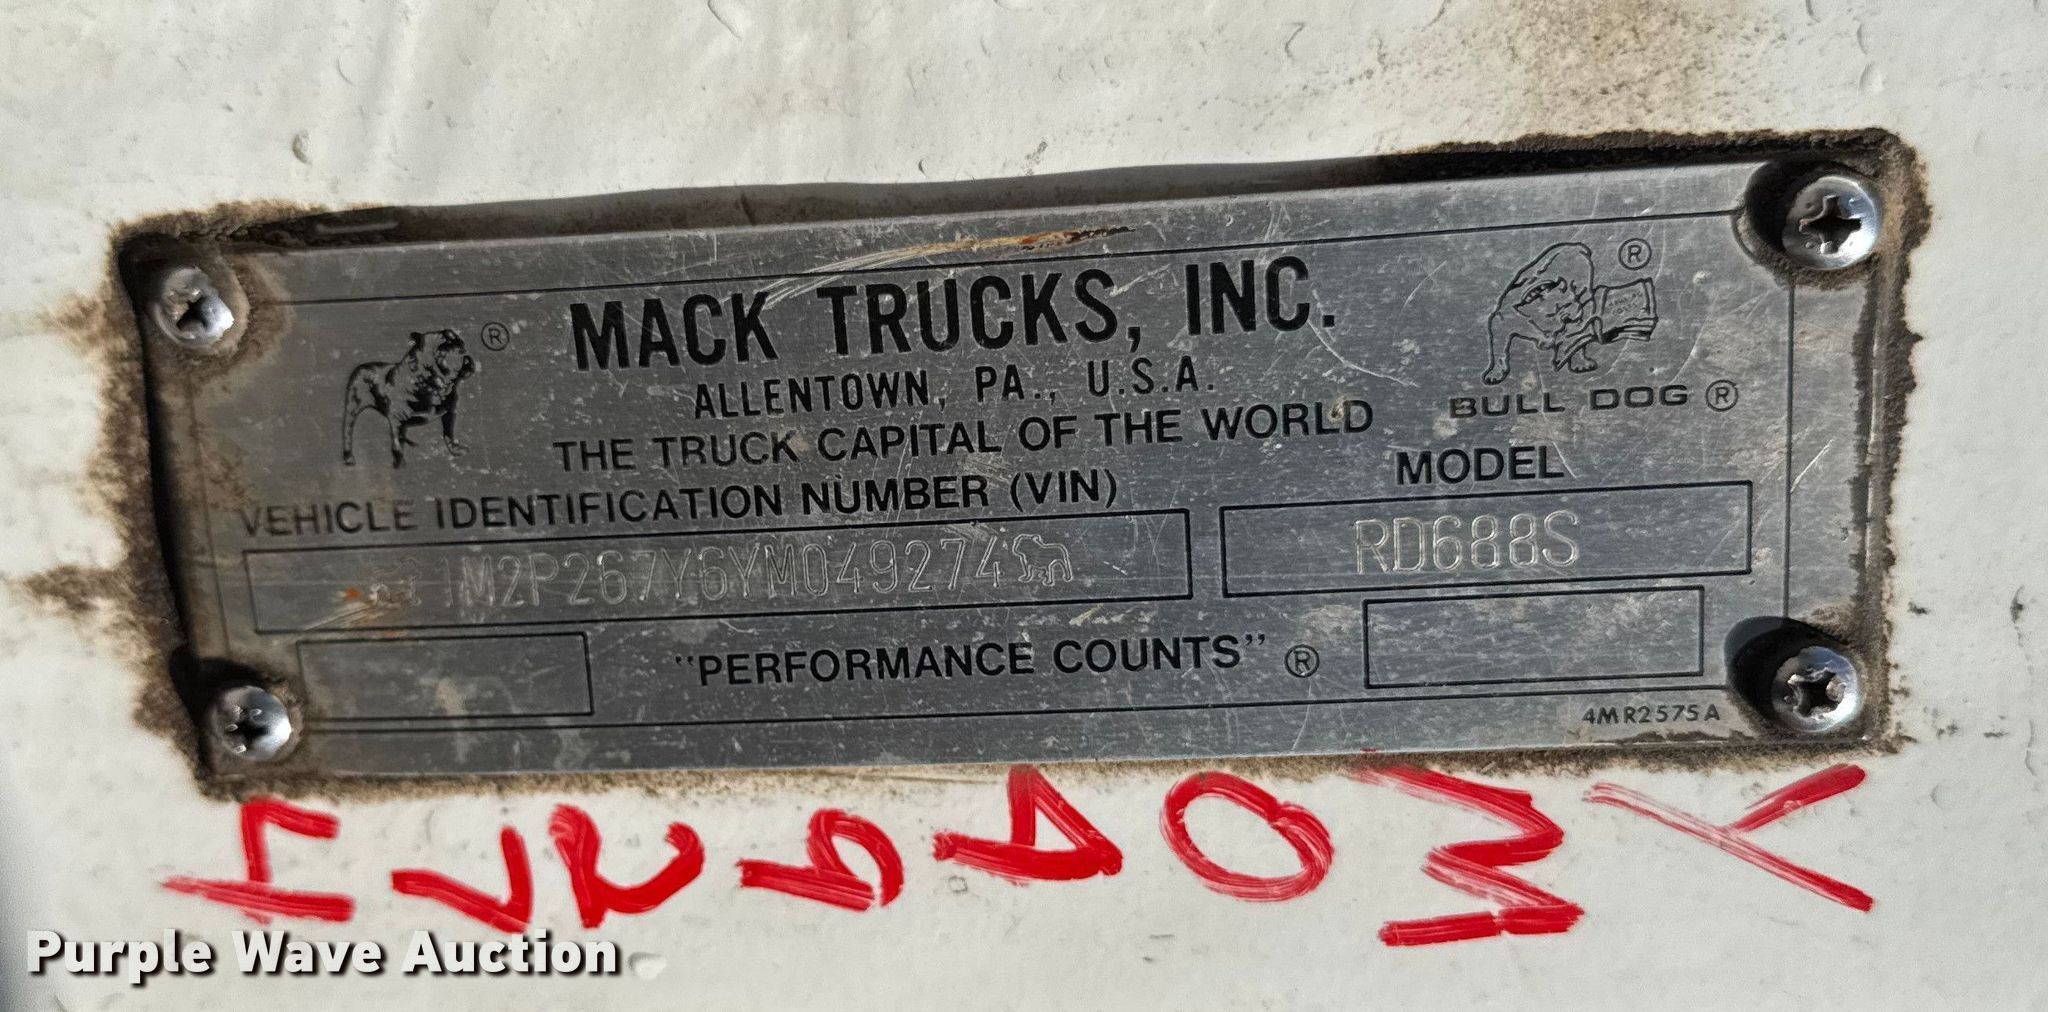 MACK TRUCKS, INC.
ALLENTOWN, PA., U.S.A.
THE TRUCK CAPITAL OF THE WORLD
®
®
BULL DOG ®
VEHICLE IDENTIFICATION NUMBER (VIN)
MODEL
1M2P267Y6YM049274
RD688S
"PERFORMANCE COUNTS" ®
4MR2575A
YM049274
Purple Wave Auction